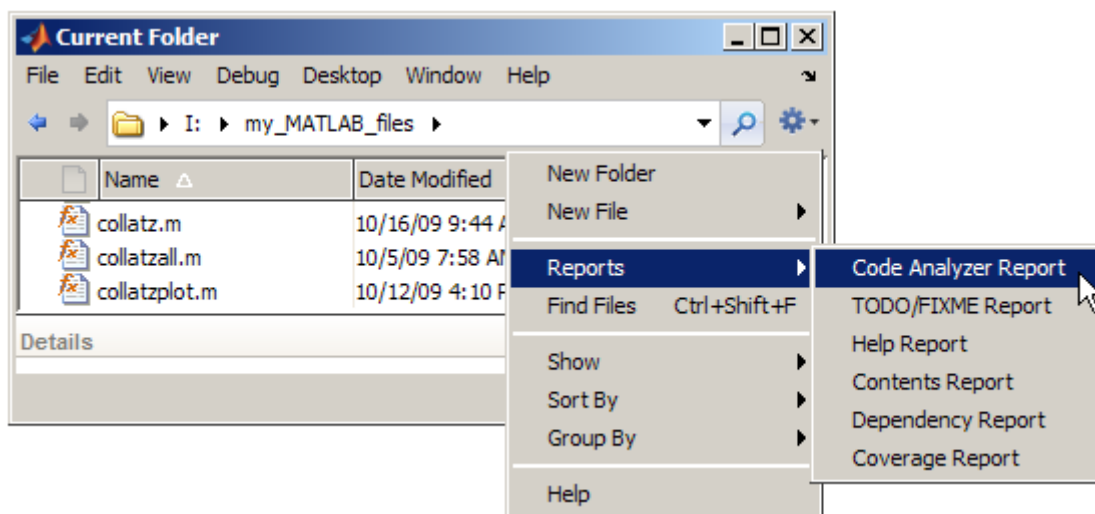 Current Folder
File Edit View Debug Desktop Window Help
I: my_MATLAB_files
Name Date Modified
collatz.m 10/16/09 9:44
collatzall.m 10/5/09 7:58
collatzplot.m 10/12/09 4:10
Details
New Folder
New File
Reports
Find Files Ctrl+Shift+F
Show
Sort By
Group By
Help
Code Analyzer Report
TODO/FIXME Report
Help Report
Contents Report
Dependency Report
Coverage Report